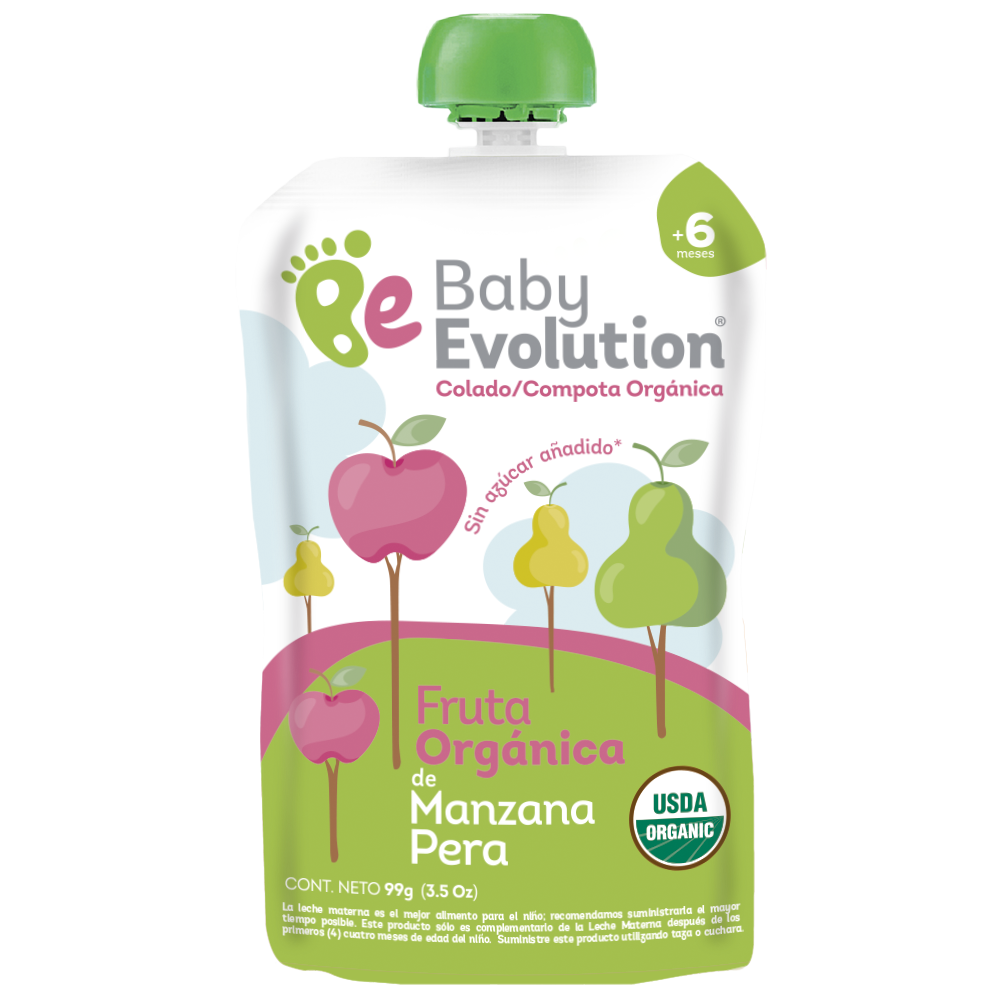 +6
meses
Be
Baby
Evolution®
Colado/Compota Orgánica
Sin azúcar añadido*
Fruta
Orgánica
de
Manzana
Pera
USDA
ORGANIC
CONT. NETO 99g (3.5 Oz)
La leche materna es el mejor alimento para el niño; recomendamos suministrarla el mayor
tiempo posible. Este producto sólo es complementario de la Leche Materna después de los
primeros (4) cuatro meses de edad del niño. Suministre este producto utilizando taza o cuchara.